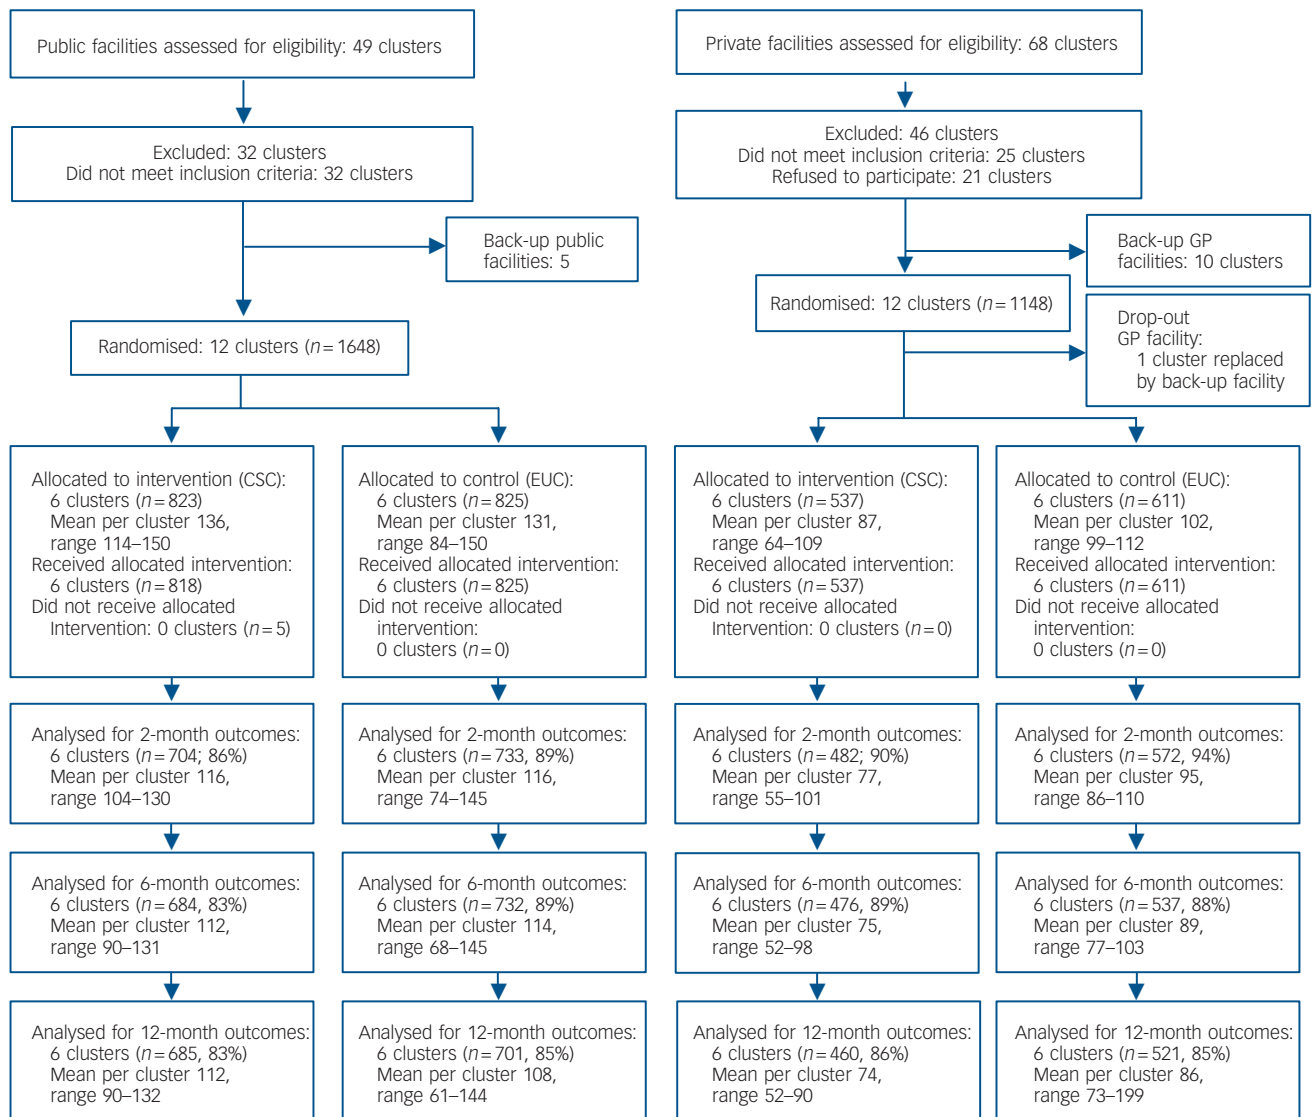 Public facilities assessed for eligibility: 49 clusters
Excluded: 32 clusters
Did not meet inclusion criteria: 32 clusters
Back-up public
facilities: 5
Randomised: 12 clusters (n=1648)
Allocated to intervention (CSC):
6 clusters (n=823)
Mean per cluster 136,
range 114–150
Received allocated intervention:
6 clusters (n=818)
Did not receive allocated
Intervention: 0 clusters (n=5)
Analysed for 2-month outcomes:
6 clusters (n=704; 86%)
Mean per cluster 116,
range 104–130
Analysed for 6-month outcomes:
6 clusters (n=684, 83%)
Mean per cluster 112,
range 90–131
Analysed for 12-month outcomes:
6 clusters (n=685, 83%)
Mean per cluster 112,
range 90–132
Allocated to control (EUC):
6 clusters (n=825)
Mean per cluster 131,
range 84–150
Received allocated intervention:
6 clusters (n=825)
Did not receive allocated
intervention:
0 clusters (n=0)
Analysed for 2-month outcomes:
6 clusters (n=733, 89%)
Mean per cluster 116,
range 74–145
Analysed for 6-month outcomes:
6 clusters (n=732, 89%)
Mean per cluster 114,
range 68–145
Analysed for 12-month outcomes:
6 clusters (n=701, 85%)
Mean per cluster 108,
range 61–144
Private facilities assessed for eligibility: 68 clusters
Excluded: 46 clusters
Did not meet inclusion criteria: 25 clusters
Refused to participate: 21 clusters
Back-up GP
facilities: 10 clusters
Randomised: 12 clusters (n=1148)
Drop-out
GP facility:
1 cluster replaced
by back-up facility
Allocated to intervention (CSC):
6 clusters (n=537)
Mean per cluster 87,
range 64–109
Received allocated intervention:
6 clusters (n=537)
Did not receive allocated
Intervention: 0 clusters (n=0)
Analysed for 2-month outcomes:
6 clusters (n=482; 90%)
Mean per cluster 77,
range 55–101
Analysed for 6-month outcomes:
6 clusters (n=476, 89%)
Mean per cluster 75,
range 52–98
Analysed for 12-month outcomes:
6 clusters (n=460, 86%)
Mean per cluster 74,
range 52–90
Allocated to control (EUC):
6 clusters (n=611)
Mean per cluster 102,
range 99–112
Received allocated intervention:
6 clusters (n=611)
Did not receive allocated
intervention:
0 clusters (n=0)
Analysed for 2-month outcomes:
6 clusters (n=572, 94%)
Mean per cluster 95,
range 86–110
Analysed for 6-month outcomes:
6 clusters (n=537, 88%)
Mean per cluster 89,
range 77–103
Analysed for 12-month outcomes:
6 clusters (n=521, 85%)
Mean per cluster 86,
range 73–199